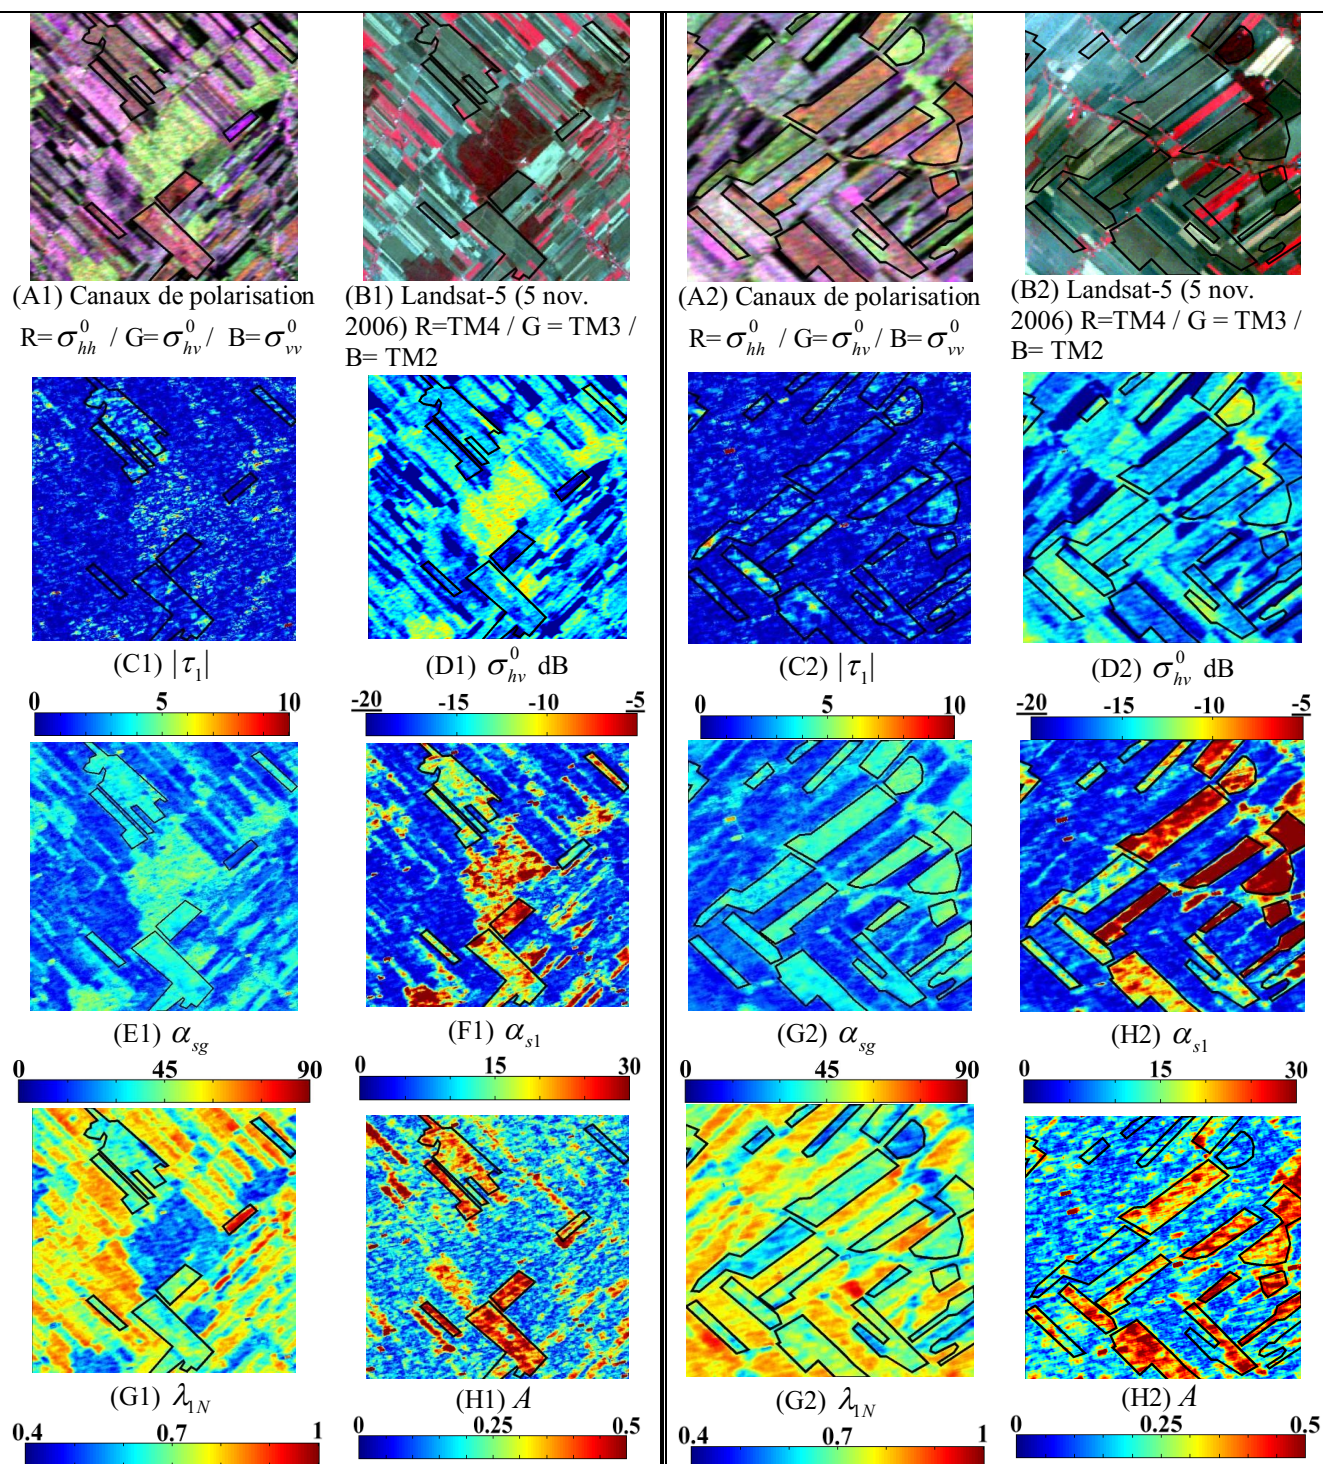 (A1) Canaux de polarisation
R=σ⁰hh / G=σ⁰hv / B=σ⁰vv
(B1) Landsat-5 (5 nov.
2006) R=TM4 / G = TM3 /
B= TM2
(A2) Canaux de polarisation
R=σ⁰hh / G=σ⁰hv / B=σ⁰vv
(B2) Landsat-5 (5 nov.
2006) R=TM4 / G = TM3 /
B= TM2
(C1) |τ₁|
0 5 10
(D1) σ⁰hv dB
-20 -15 -10 -5
(C2) |τ₁|
0 5 10
(D2) σ⁰hv dB
-20 -15 -10 -5
(E1) αsg
0 45 90
(F1) αs1
0 15 30
(G2) αsg
0 45 90
(H2) αs1
0 15 30
(G1) λ1N
0.4 0.7 1
(H1) A
0 0.25 0.5
(G2) λ1N
0.4 0.7 1
(H2) A
0 0.25 0.5